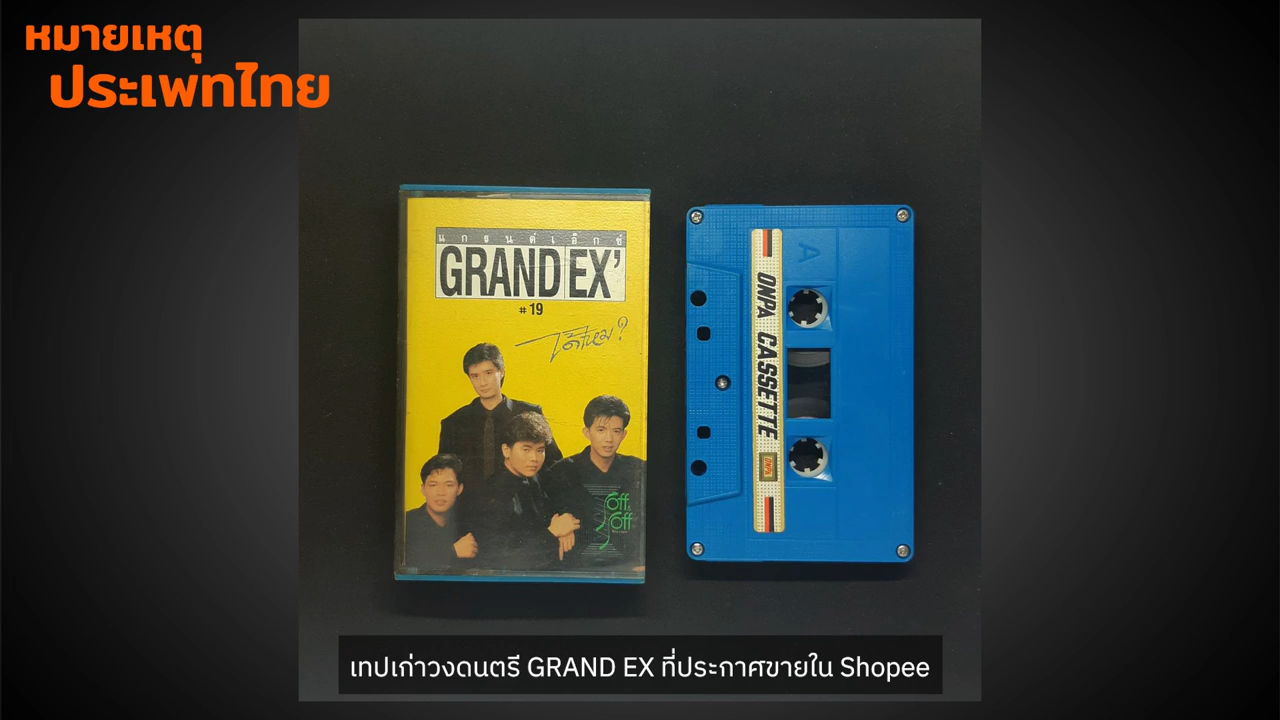 หมายเหตุ
ประเพทไทย
แกรนด์เอ็กซ์
GRAND EX'
# 19
ได้ไหม?
Soft & Soft
A
ONPA CASSETTE
ONPA
เทปเก่าวงดนตรี GRAND EX ที่ประกาศขายใน Shopee